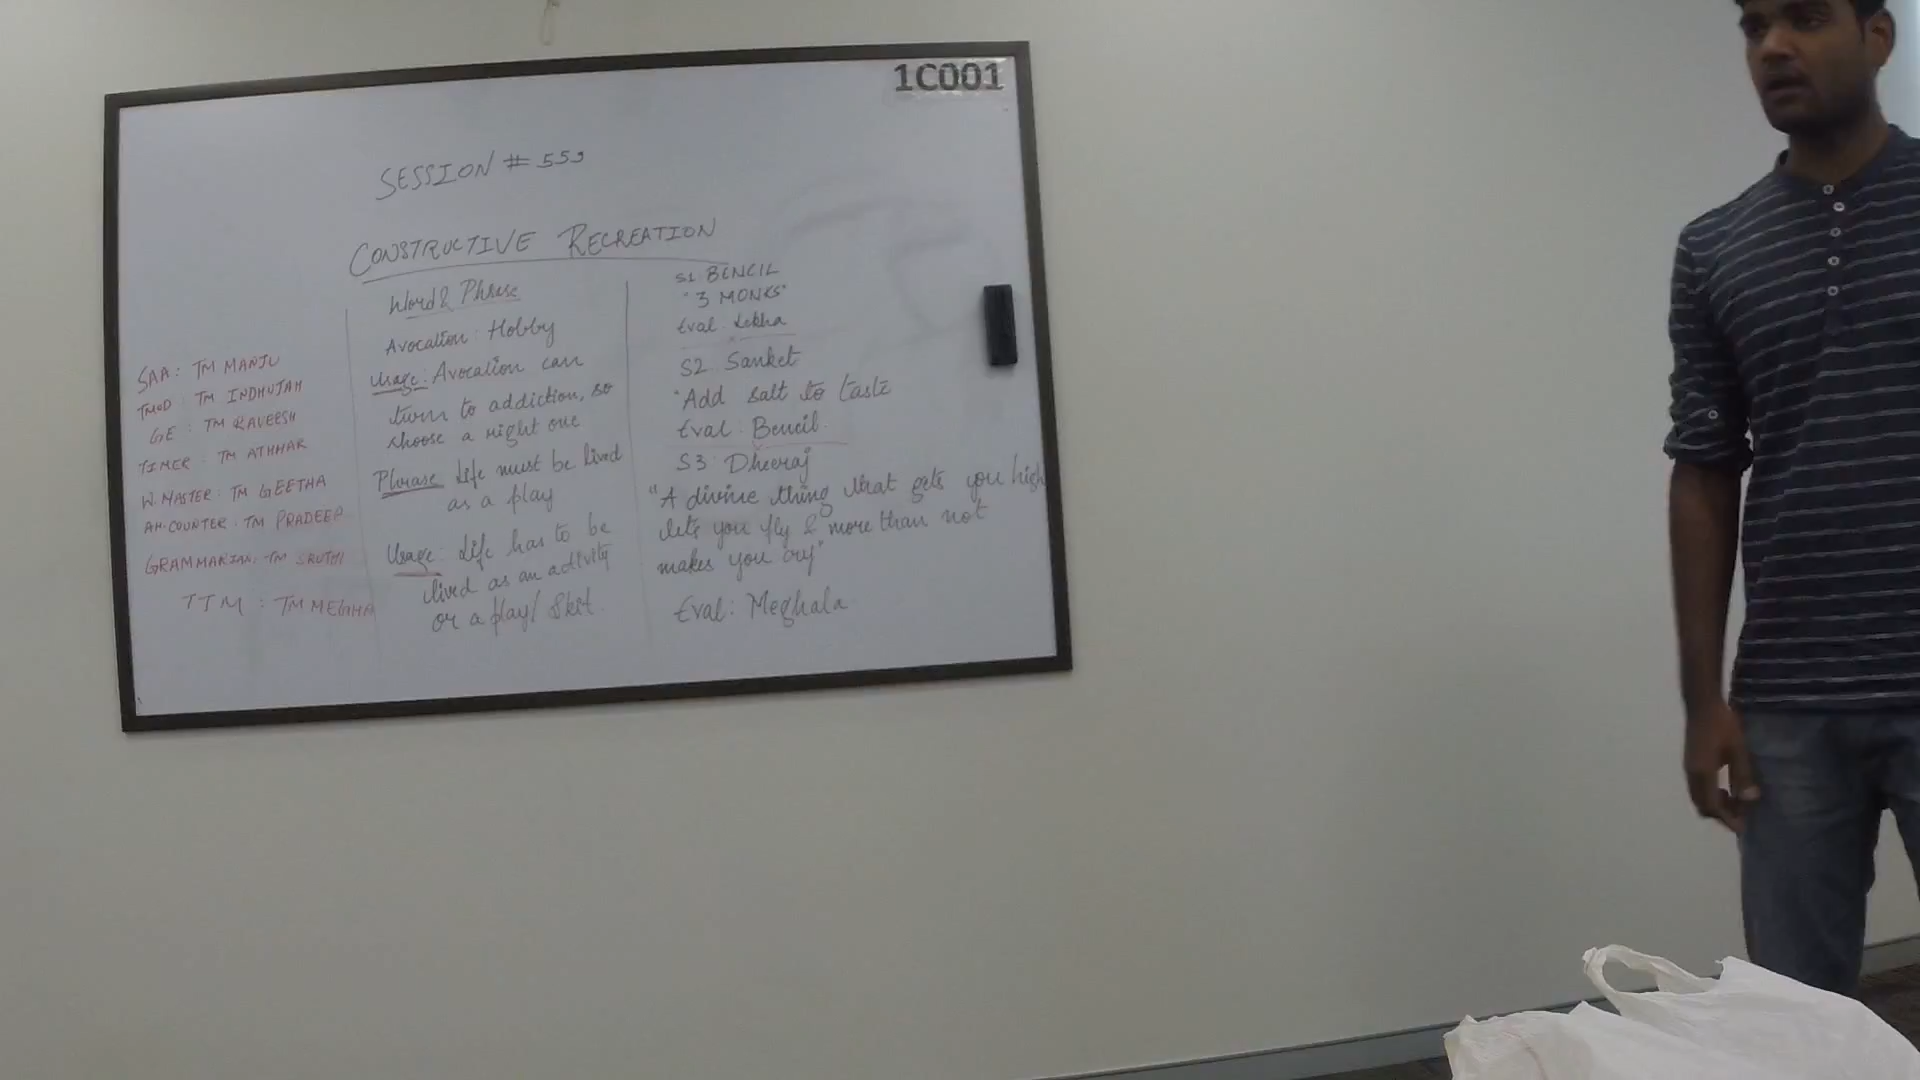 1C001
SESSION # 559
CONSTRUCTIVE RECREATION
SAA: TM MANJU
TMOD: TM INDHUJAH
GE: TM RAVEESH
TIMER - TM ATHHAR
W. MASTER: TM GEETHA
AH-COUNTER - TM PRADEEP
GRAMMARIAN: TM SRUTHI
TTM : TM MEGHA
Word & Phrase
Avocation: Hobby
Usage: Avocation can
turn to addiction, so
choose a right one
Phrase Life must be lived
as a play
Usage: Life has to be
lived as an activity
or a play/ Skit.
S1 BENCIL
"3 MONKS"
Eval: Lekha
S2 Sanket
"Add salt to taste
Eval: Bencil.
S3: Dheeraj
"A divine thing that gets you high
lets you fly & more than not
makes you cry"
Eval: Meghala